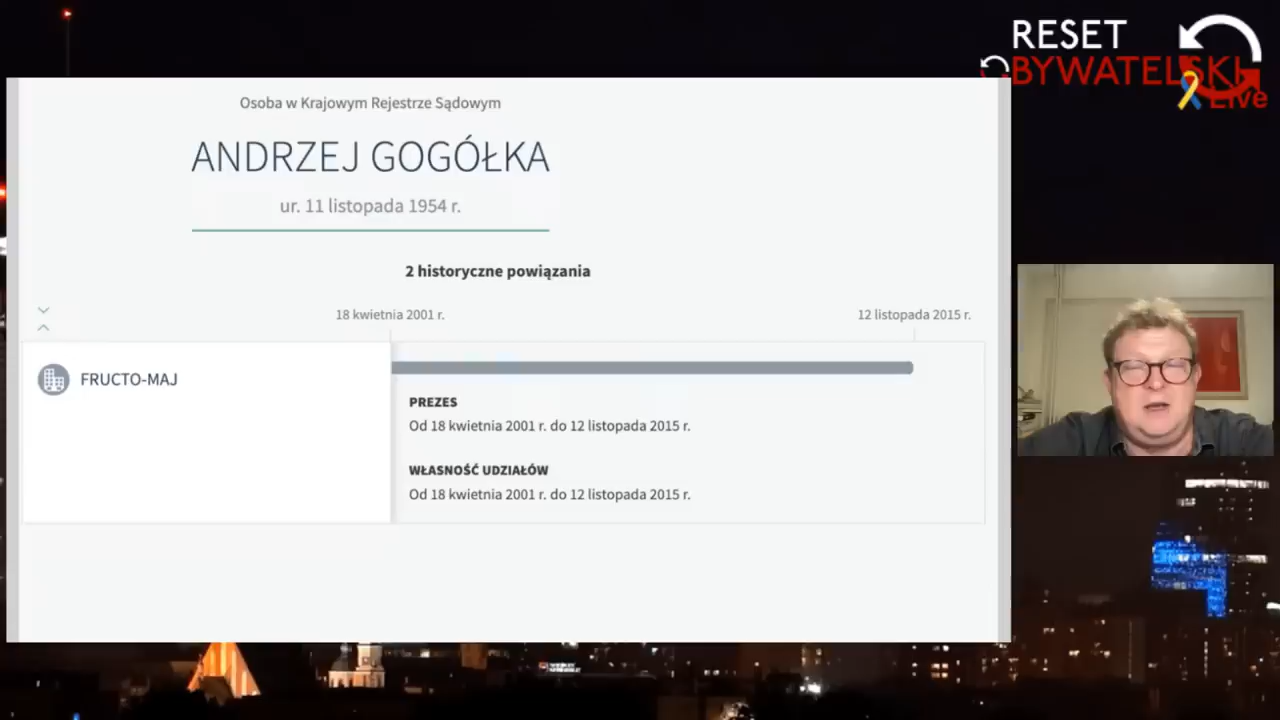 RESET
OBYWATELSKI
Live
Osoba w Krajowym Rejestrze Sądowym
ANDRZEJ GOGÓŁKA
ur. 11 listopada 1954 r.
2 historyczne powiązania
18 kwietnia 2001 r.
12 listopada 2015 r.
FRUCTO-MAJ
PREZES
Od 18 kwietnia 2001 r. do 12 listopada 2015 r.
WŁASNOŚĆ UDZIAŁÓW
Od 18 kwietnia 2001 r. do 12 listopada 2015 r.